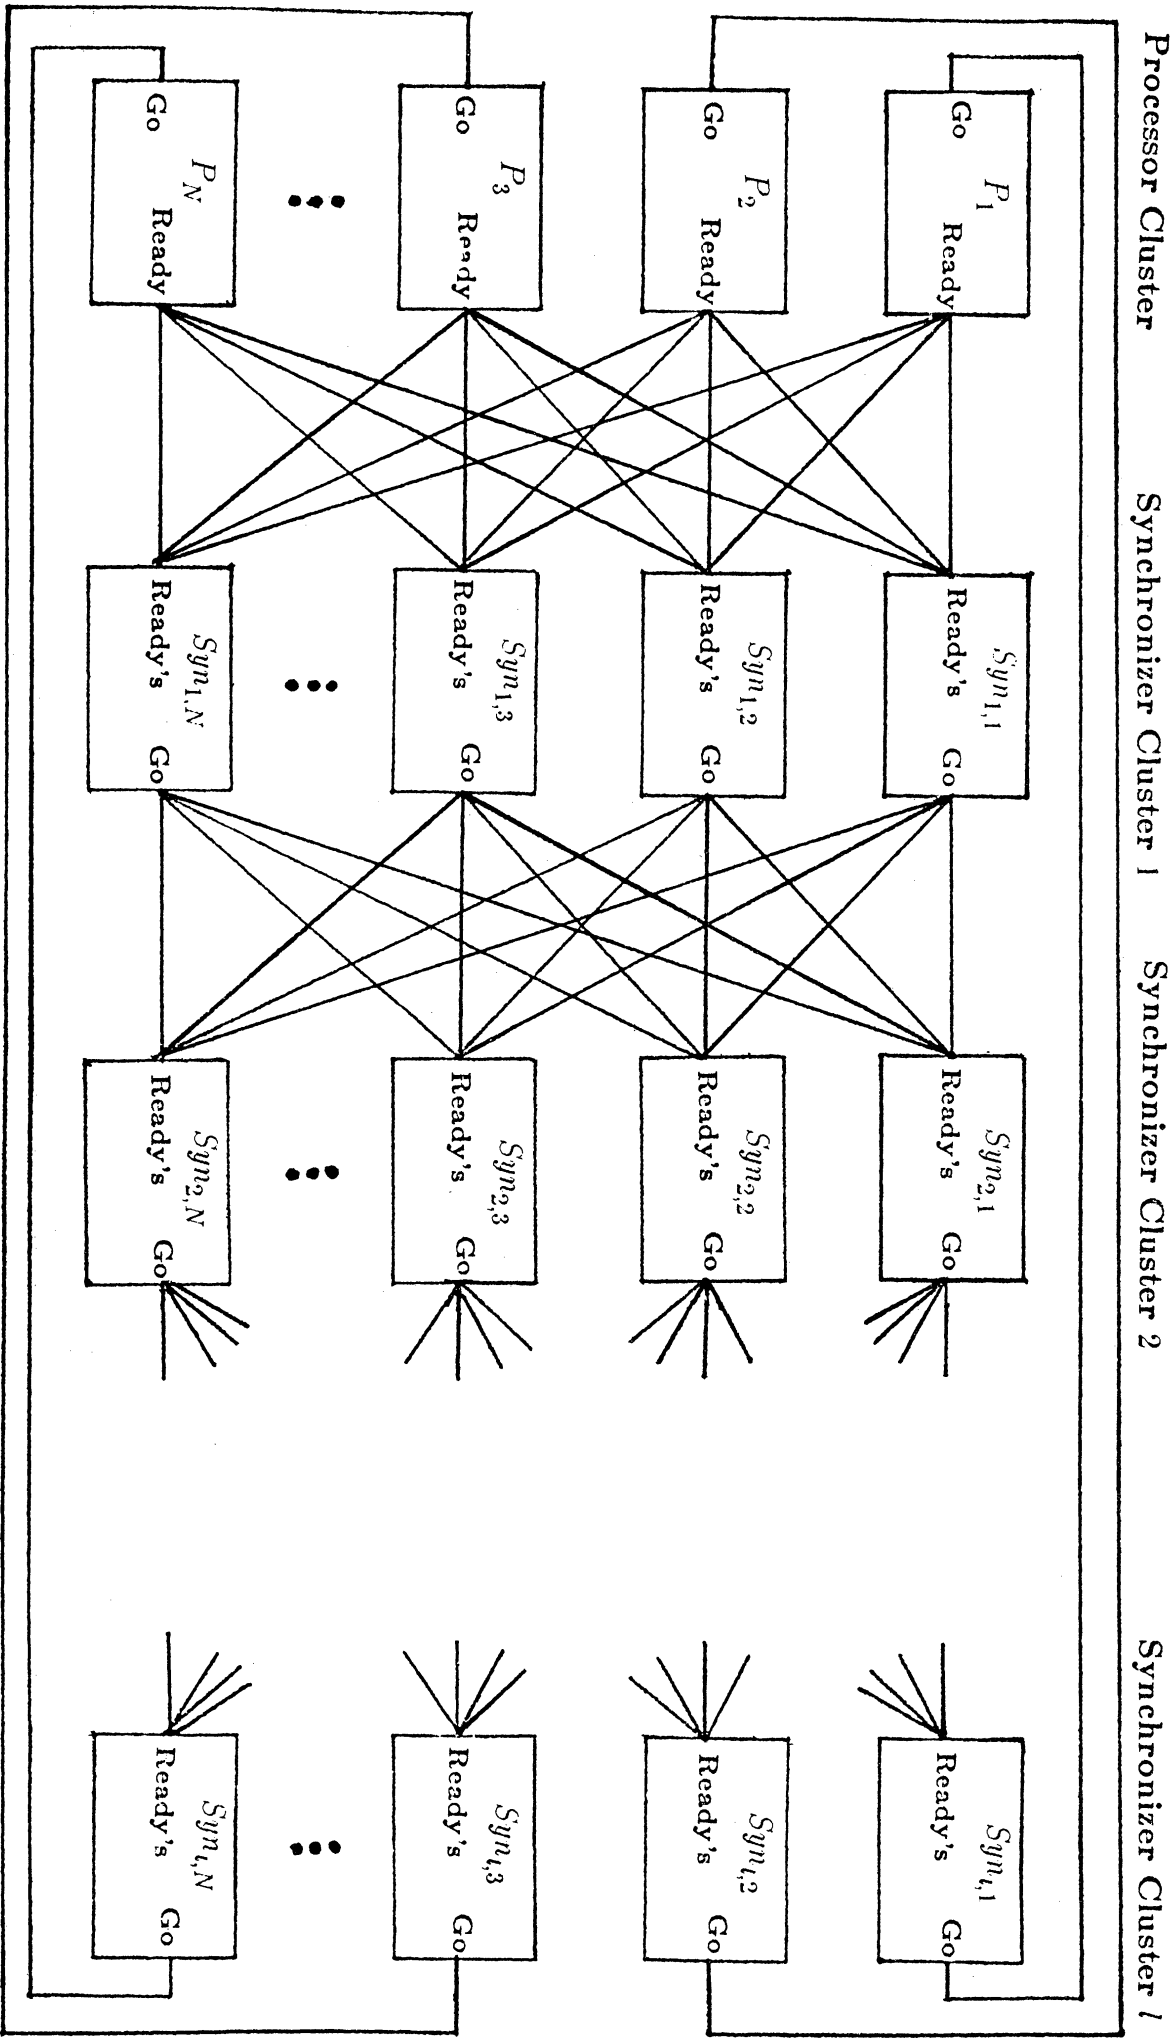 Processor Cluster
Synchronizer Cluster 1
Synchronizer Cluster 2
Synchronizer Cluster l
P1
Go
Ready
Syn1,1
Ready's
Go
Syn2,1
Ready's
Go
Synl,1
Ready's
Go
P2
Go
Ready
Syn1,2
Ready's
Go
Syn2,2
Ready's
Go
Synl,2
Ready's
Go
P3
Go
Ready
Syn1,3
Ready's
Go
Syn2,3
Ready's
Go
Synl,3
Ready's
Go
PN
Go
Ready
Syn1,N
Ready's
Go
Syn2,N
Ready's
Go
Synl,N
Ready's
Go